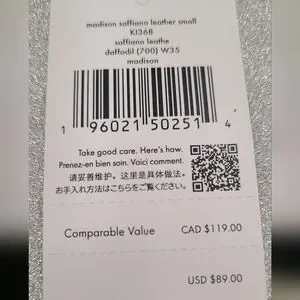 madison saffiano leather small
KI368
saffiano leathe
daffodil (700) W35
madison
1 96021 50251 4
Take good care. Here's how.
Prenez-en bien soin. Voici comment.
请妥善维护。这里是具体做法。
お手入れ方法はこちらをご覧ください。
Comparable Value CAD $119.00
USD $89.00